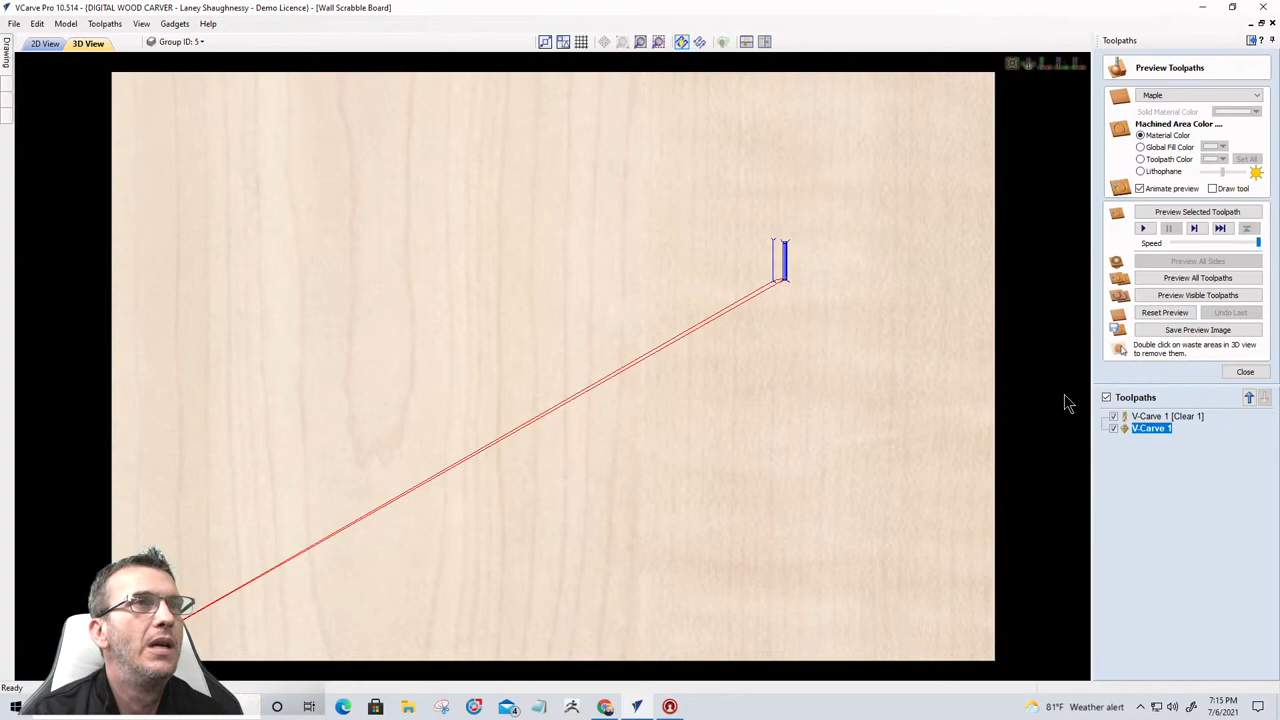 VCarve Pro 10.514 - {DIGITAL WOOD CARVER - Laney Shaughnessy - Demo Licence} - [Wall Scrabble Board]
File Edit Model Toolpaths View Gadgets Help
2D View 3D View Group ID: 5
Drawing
Toolpaths
Preview Toolpaths
Maple
Solid Material Color
Machined Area Color ....
Material Color
Global Fill Color
Toolpath Color Set All
Lithophane
Animate preview Draw tool
Preview Selected Toolpath
Speed
Preview All Sides
Preview All Toolpaths
Preview Visible Toolpaths
Reset Preview Undo Last
Save Preview Image
Double click on waste areas in 3D view
to remove them.
Close
Toolpaths
V-Carve 1 [Clear 1]
V-Carve 1
Ready
4
81°F Weather alert
7:15 PM
7/6/2021